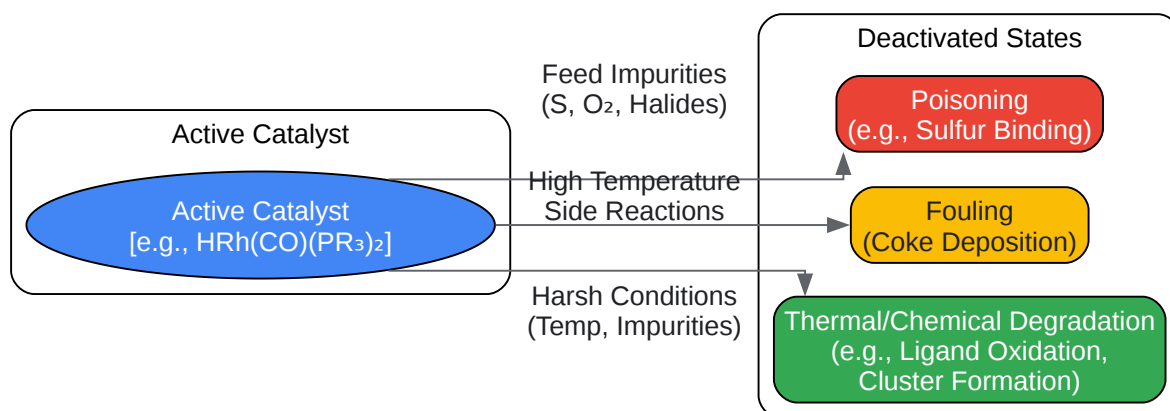 Active Catalyst
Active Catalyst
[e.g., HRh(CO)(PR₃)₂]
Feed Impurities
(S, O₂, Halides)
High Temperature
Side Reactions
Harsh Conditions
(Temp, Impurities)
Deactivated States
Poisoning
(e.g., Sulfur Binding)
Fouling
(Coke Deposition)
Thermal/Chemical Degradation
(e.g., Ligand Oxidation,
Cluster Formation)